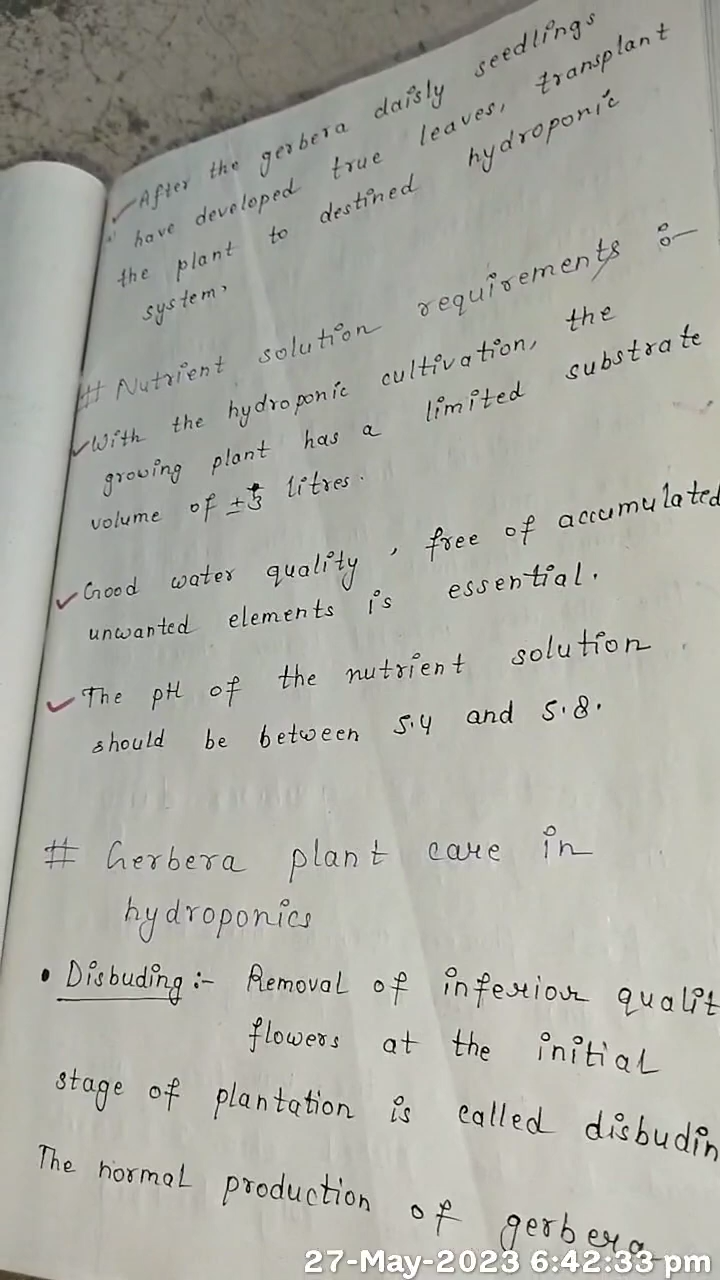 After the gerbera daisly seedlings
have developed true leaves, transplant
the plant to destined hydroponic
system.
# Nutrient solution requirements :-
With the hydroponic cultivation, the
growing plant has a limited substrate
volume of ±3 litres.
Good water quality, free of accumulated
unwanted elements is essential.
The pH of the nutrient solution
should be between 5.4 and 5.8.
# Gerbera plant care in
hydroponics
• Disbuding :- Removal of inferior qualit
flowers at the initial
stage of plantation is called disbudin
The normal production of gerbera
27-May-2023 6:42:33 pm